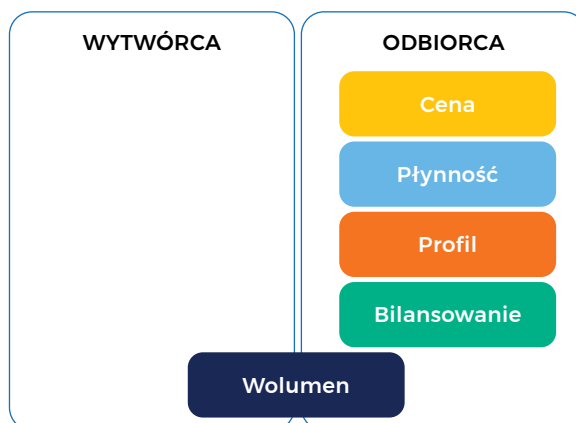 WYTWÓRCA
ODBIORCA
Cena
Płynność
Profil
Bilansowanie
Wolumen